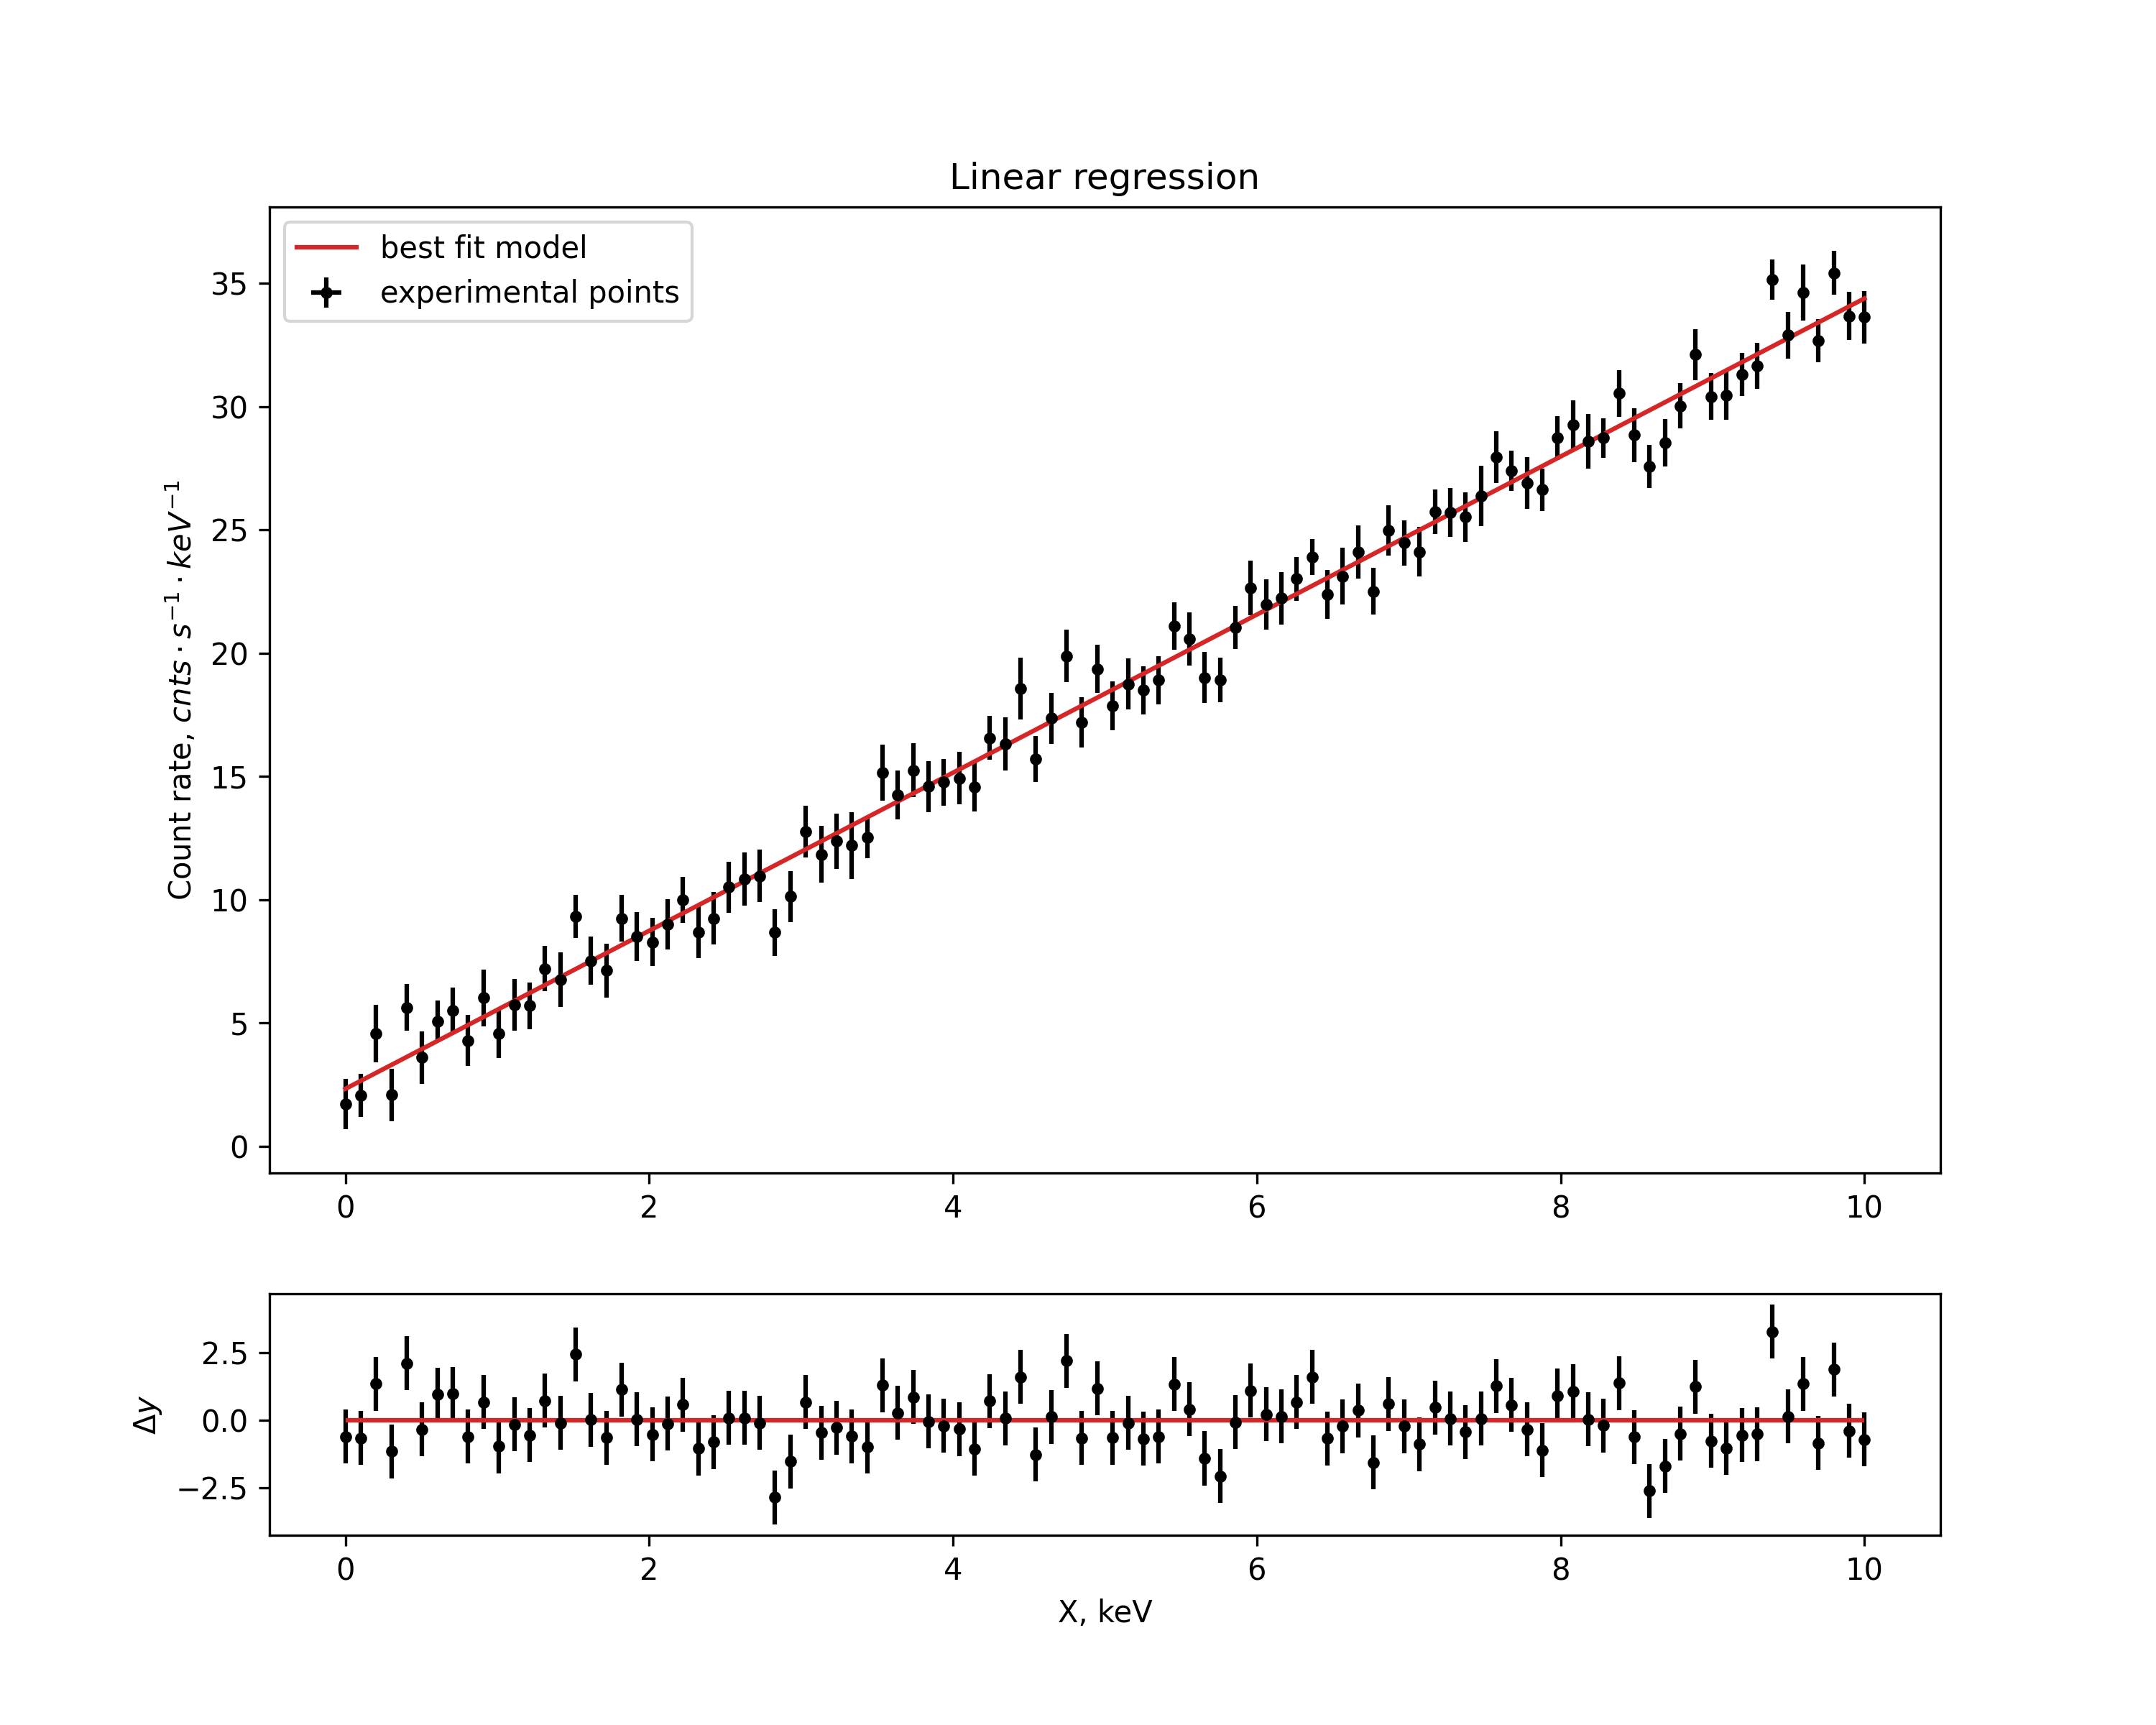 Linear regression
best fit model
experimental points
Count rate, cnts · s⁻¹ · keV⁻¹
35
30
25
20
15
10
5
0
0 2 4 6 8 10
Δy
2.5
0.0
−2.5
0 2 4 6 8 10
X, keV